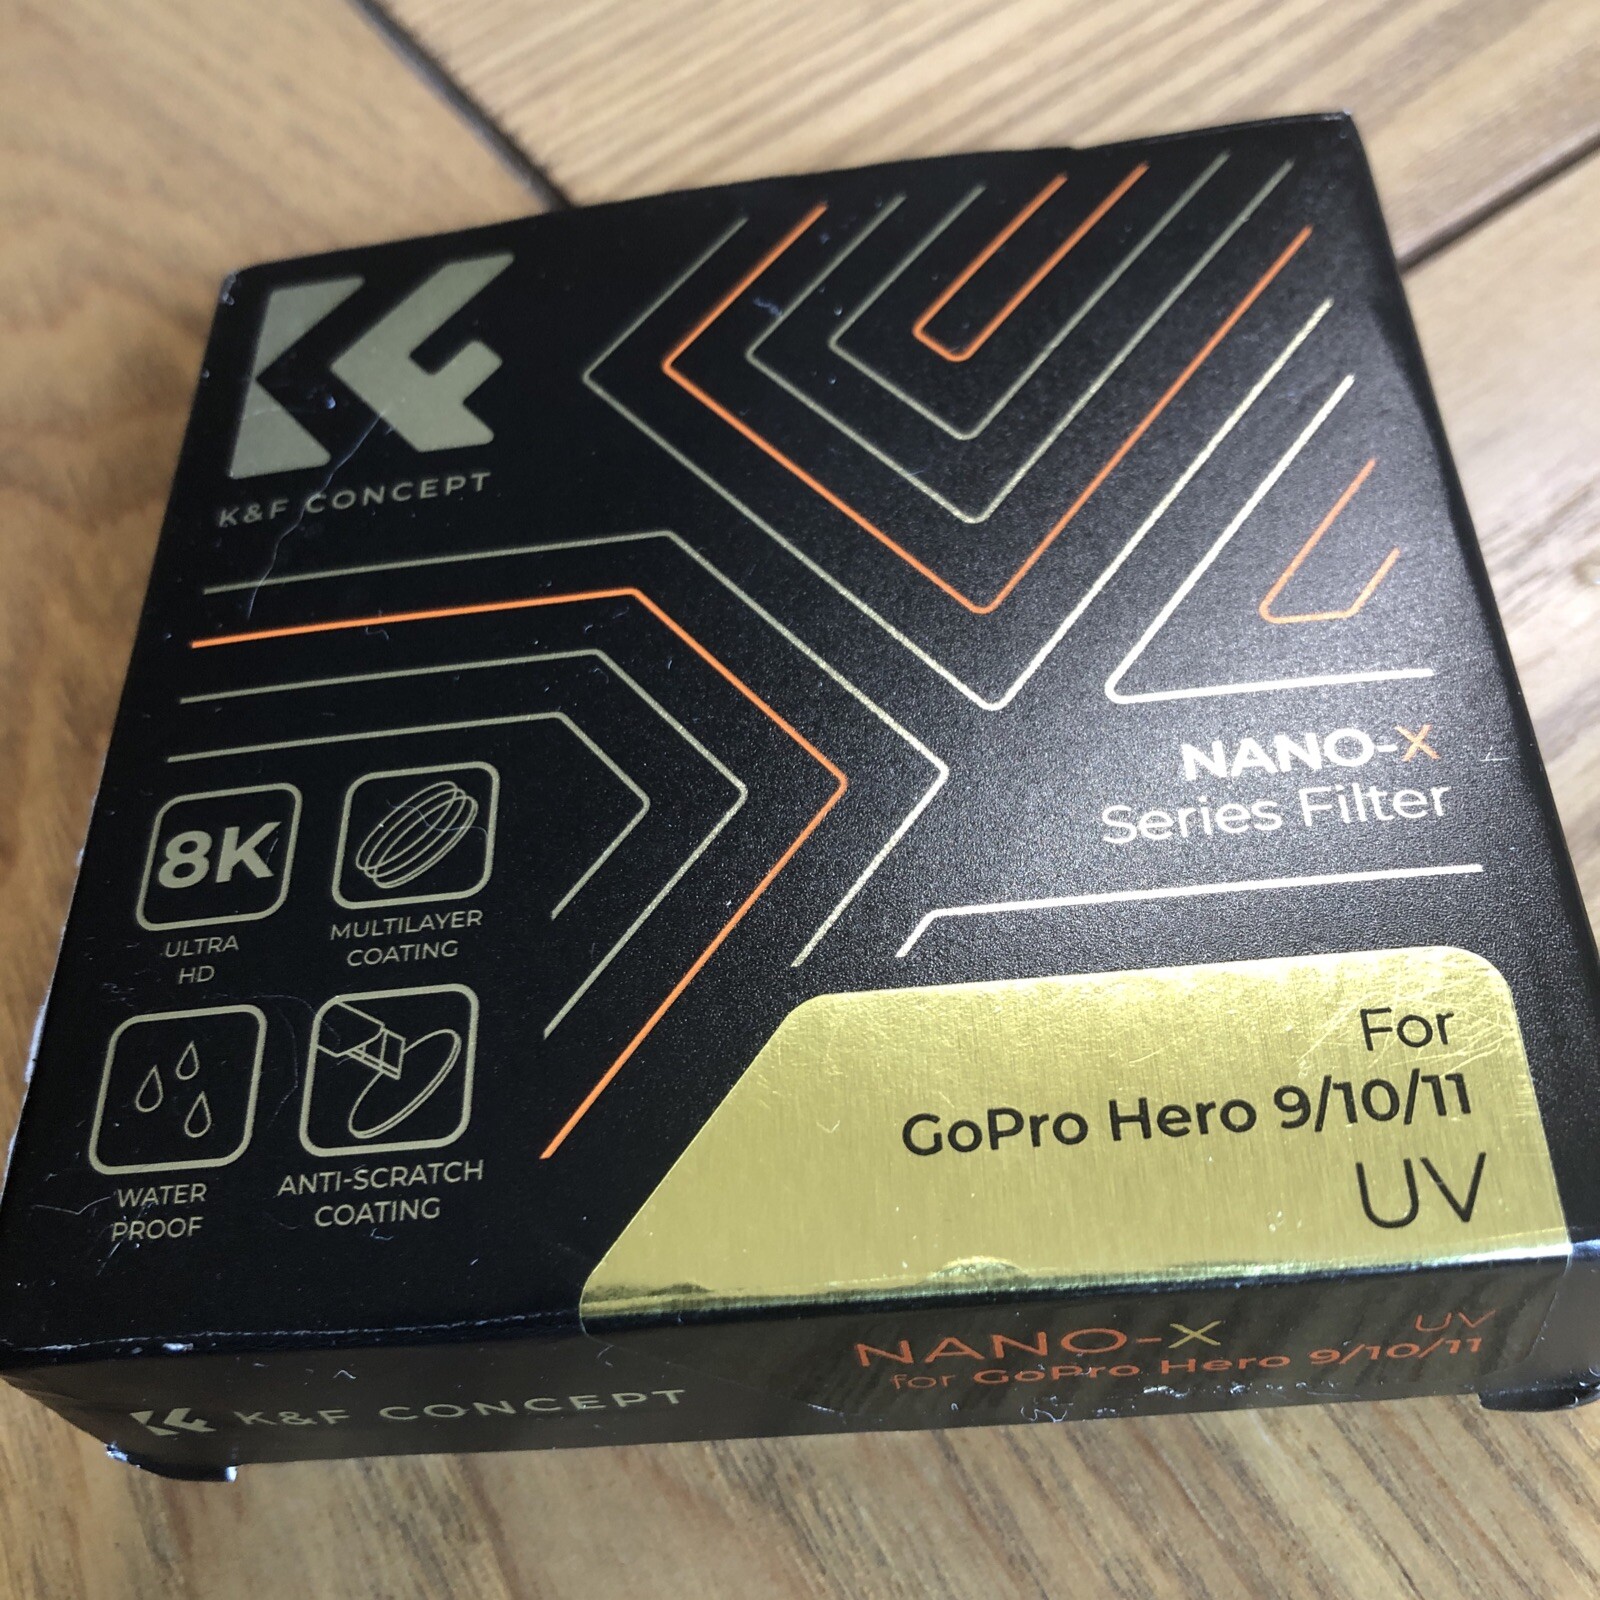 K&F CONCEPT
NANO-X
Series Filter
8K
ULTRA
HD
MULTILAYER
COATING
WATER
PROOF
ANTI-SCRATCH
COATING
For
GoPro Hero 9/10/11
UV
K&F CONCEPT
NANO-X UV
for GoPro Hero 9/10/11